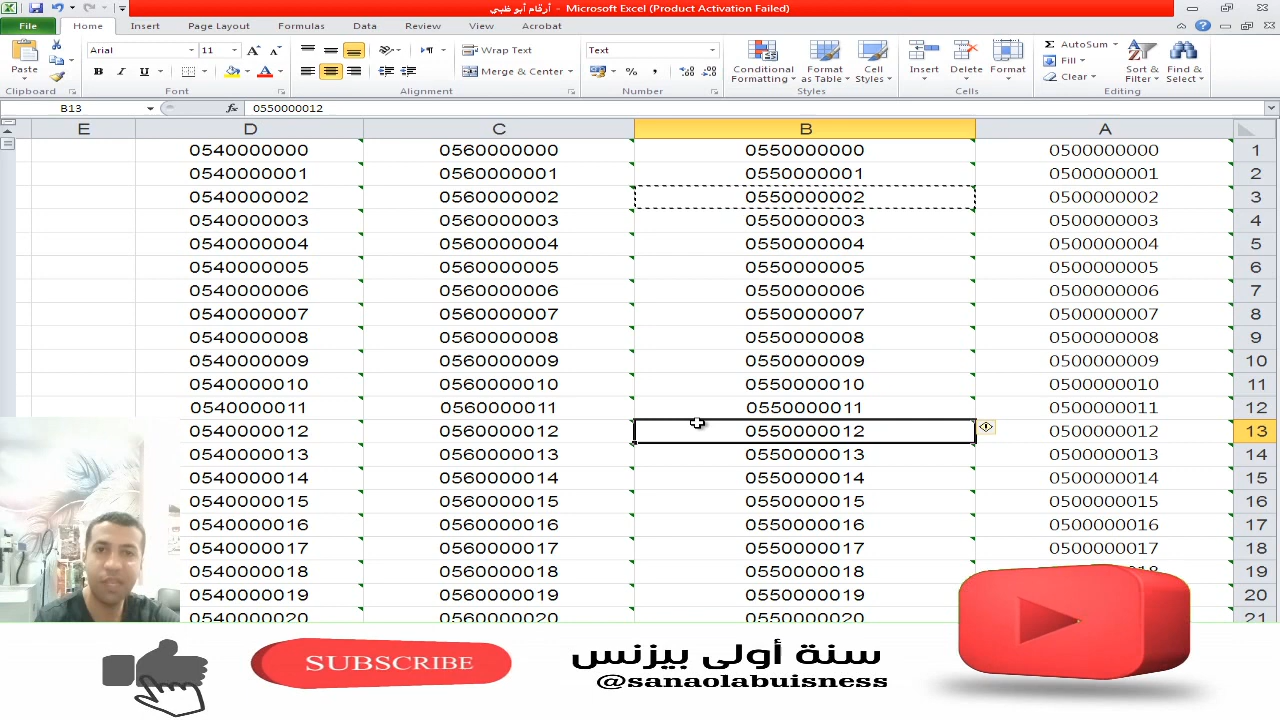 أرقام أبو ظبي - Microsoft Excel (Product Activation Failed)
File Home Insert Page Layout Formulas Data Review View Acrobat
Paste Arial 11 Wrap Text Text Conditional Formatting Format as Table Cell Styles Insert Delete Format AutoSum Sort & Filter Find & Select
B I U Merge & Center % , Fill
Clear
Clipboard Font Alignment Number Styles Cells Editing
B13 fx 0550000012
E D C B A
0540000000 0560000000 0550000000 0500000000 1
0540000001 0560000001 0550000001 0500000001 2
0540000002 0560000002 0550000002 0500000002 3
0540000003 0560000003 0550000003 0500000003 4
0540000004 0560000004 0550000004 0500000004 5
0540000005 0560000005 0550000005 0500000005 6
0540000006 0560000006 0550000006 0500000006 7
0540000007 0560000007 0550000007 0500000007 8
0540000008 0560000008 0550000008 0500000008 9
0540000009 0560000009 0550000009 0500000009 10
0540000010 0560000010 0550000010 0500000010 11
0540000011 0560000011 0550000011 0500000011 12
0540000012 0560000012 0550000012 0500000012 13
0540000013 0560000013 0550000013 0500000013 14
0540000014 0560000014 0550000014 0500000014 15
0540000015 0560000015 0550000015 0500000015 16
0540000016 0560000016 0550000016 0500000016 17
0540000017 0560000017 0550000017 0500000017 18
0540000018 0560000018 0550000018 19
0540000019 0560000019 0550000019 20
0540000020 0560000020 0550000020 21
SUBSCRIBE
سنة أولى بيزنس
@sanaolabuisness